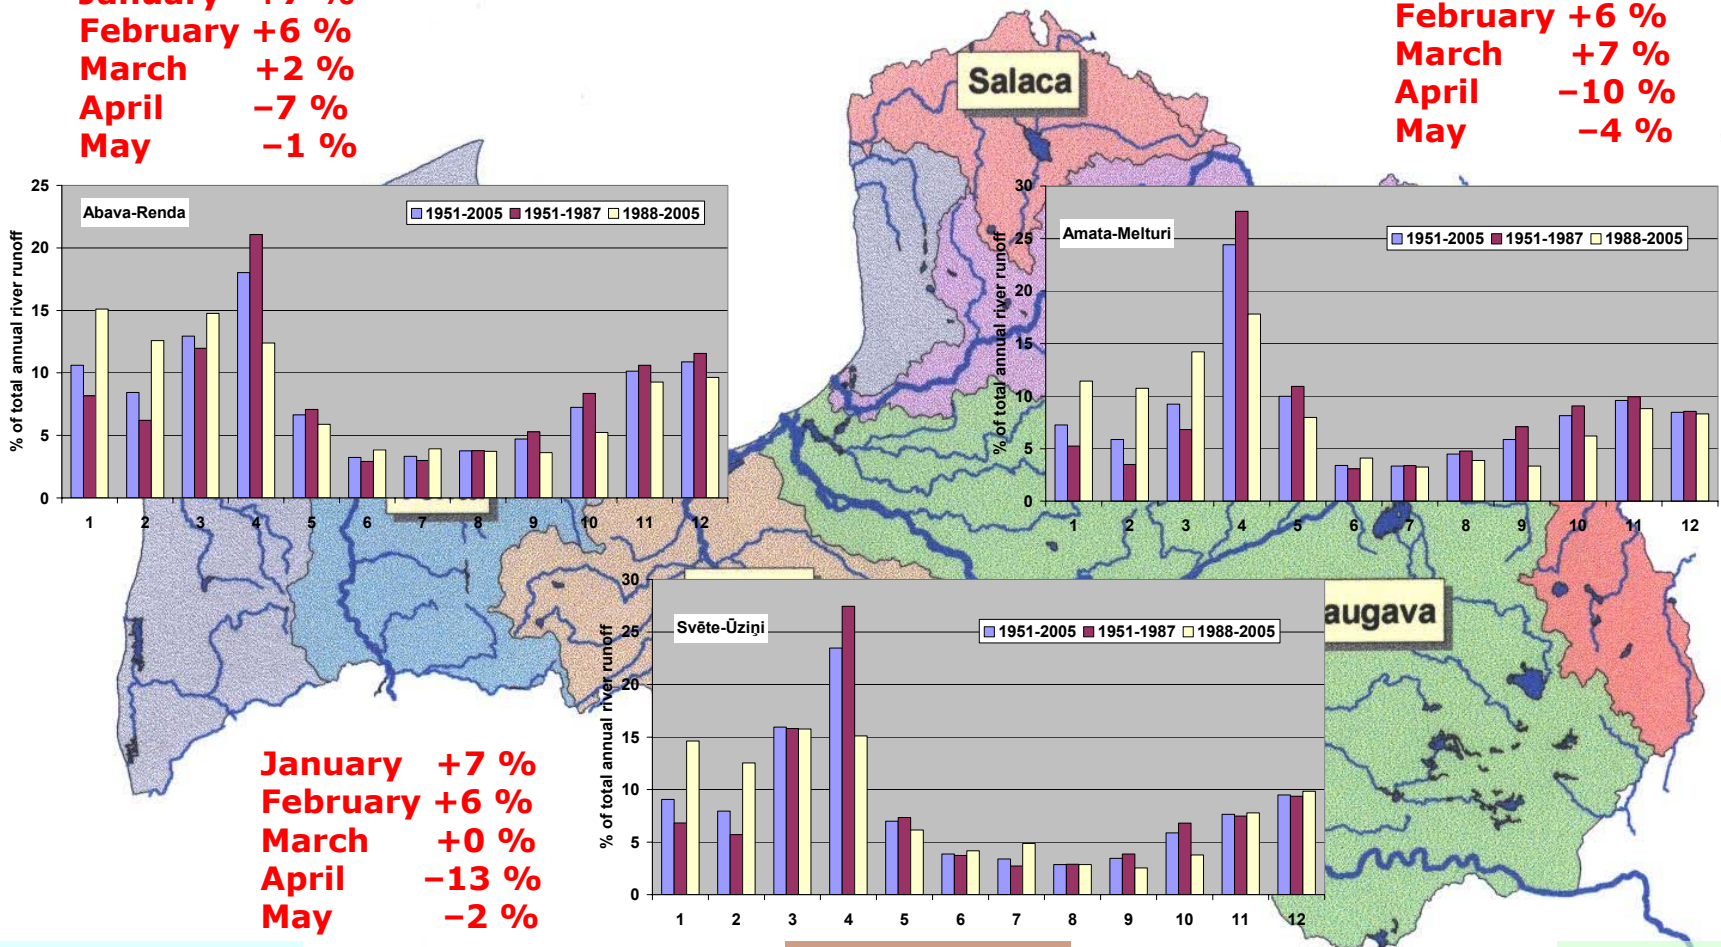 January +7 %
February +6 %
March +2 %
April –7 %
May –1 %
February +6 %
March +7 %
April –10 %
May –4 %
Salaca
augava
Abava-Renda
1951-2005 1951-1987 1988-2005
% of total annual river runoff
25
20
15
10
5
0
1 2 3 4 5 6 7 8 9 10 11 12
Amata-Melturi
1951-2005 1951-1987 1988-2005
% of total annual river runoff
30
25
20
15
10
5
0
1 2 3 4 5 6 7 8 9 10 11 12
Svēte-Ūziņi
1951-2005 1951-1987 1988-2005
% of total annual river runoff
30
25
20
15
10
5
0
1 2 3 4 5 6 7 8 9 10 11 12
January +7 %
February +6 %
March +0 %
April –13 %
May –2 %